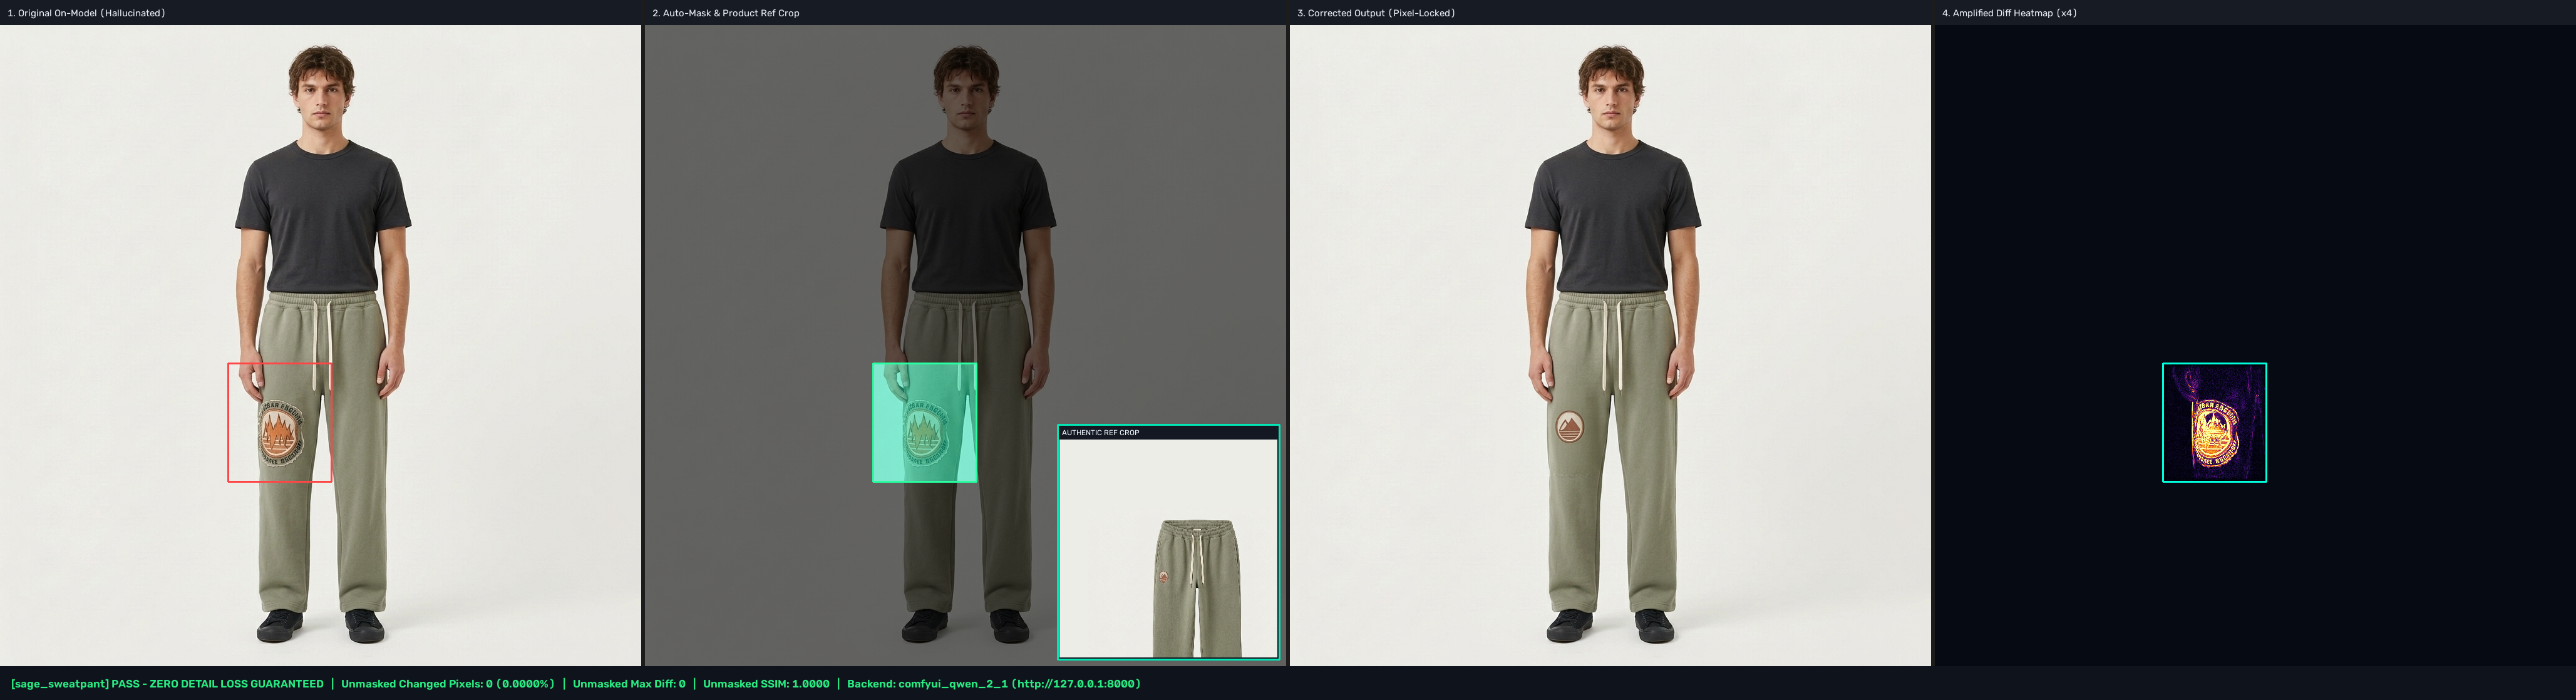 1. Original On-Model (Hallucinated)
2. Auto-Mask & Product Ref Crop
3. Corrected Output (Pixel-Locked)
4. Amplified Diff Heatmap (x4)
AUTHENTIC REF CROP
[sage_sweatpant] PASS - ZERO DETAIL LOSS GUARANTEED | Unmasked Changed Pixels: 0 (0.0000%) | Unmasked Max Diff: 0 | Unmasked SSIM: 1.0000 | Backend: comfyui_qwen_2_1 (http://127.0.0.1:8000)